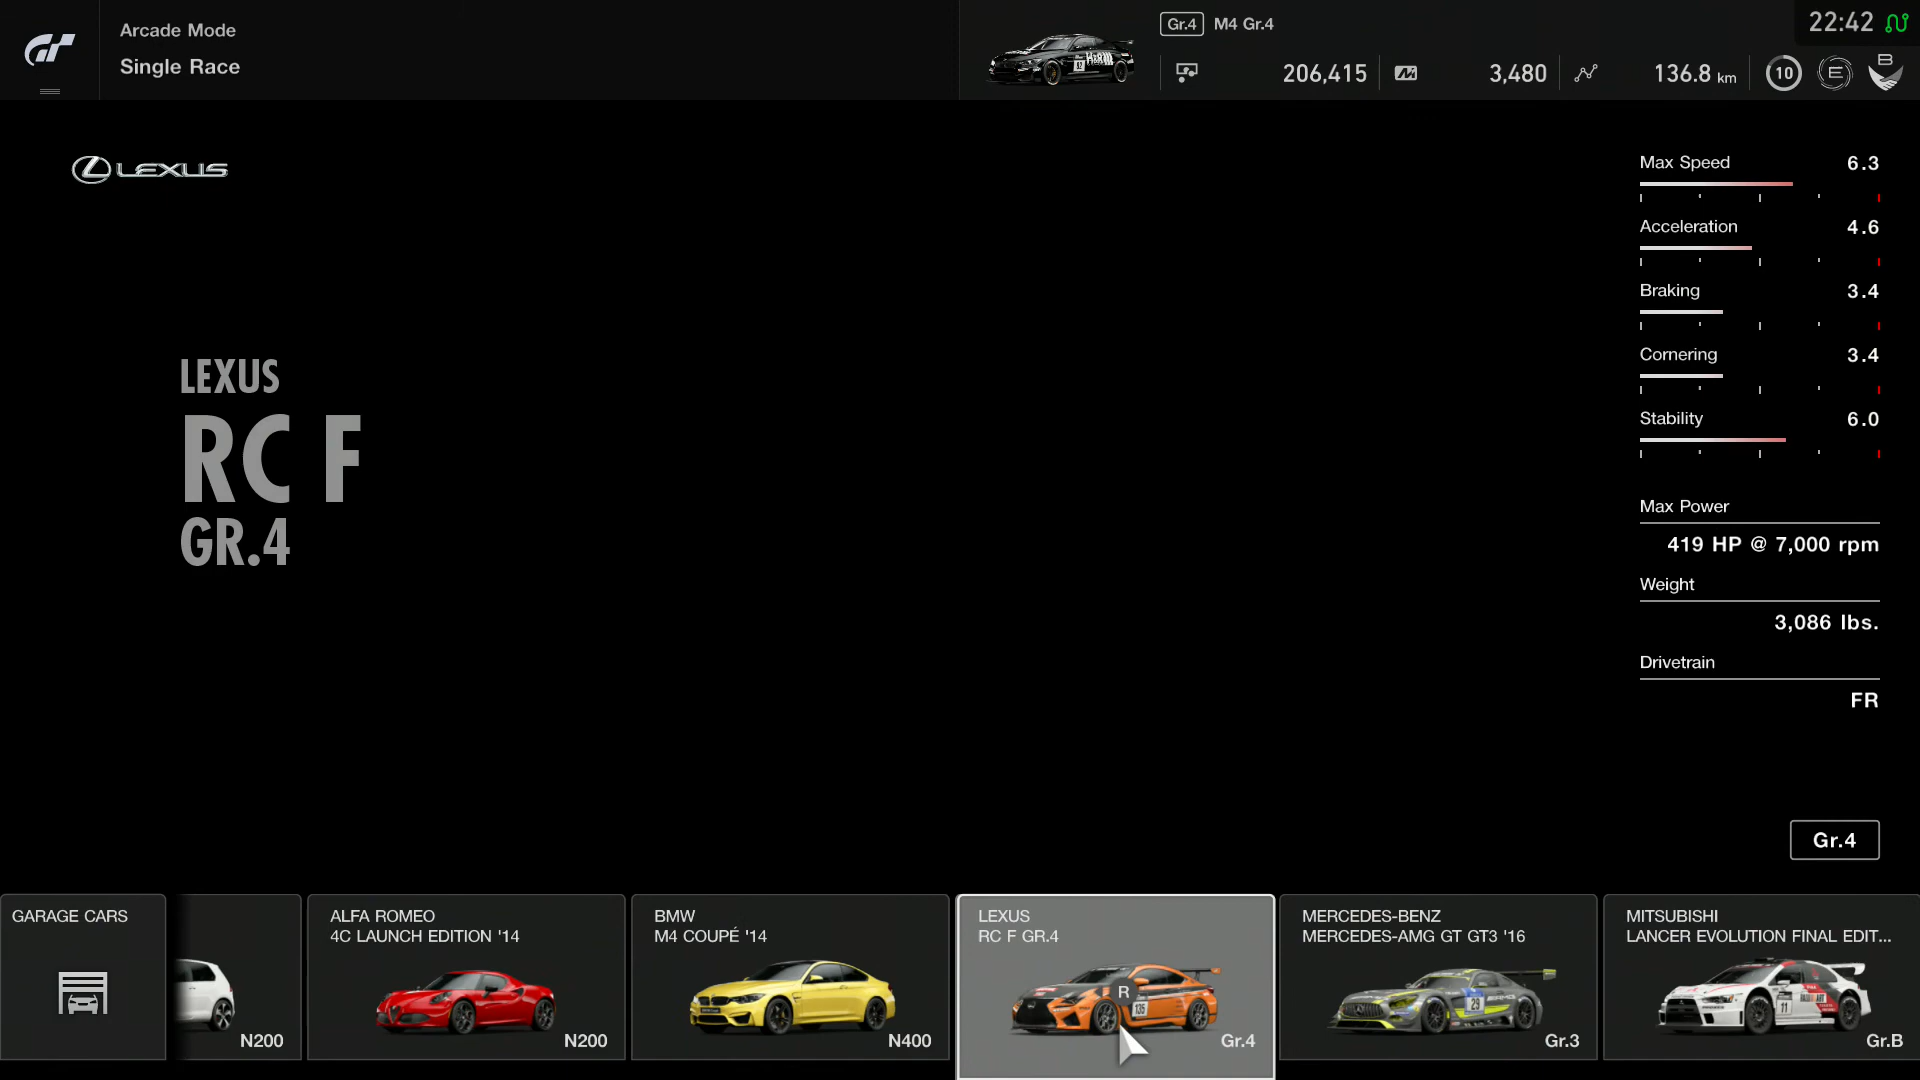 Arcade Mode
Single Race
Gr.4 M4 Gr.4
206,415 3,480 136.8 km 10 E B
22:42
LEXUS
LEXUS
RC F
GR.4
Max Speed 6.3
Acceleration 4.6
Braking 3.4
Cornering 3.4
Stability 6.0
Max Power
419 HP @ 7,000 rpm
Weight
3,086 lbs.
Drivetrain
FR
Gr.4
GARAGE CARS
N200
ALFA ROMEO
4C LAUNCH EDITION '14
N200
BMW
M4 COUPÉ '14
N400
LEXUS
RC F GR.4
R
135
Gr.4
MERCEDES-BENZ
MERCEDES-AMG GT GT3 '16
29
Gr.3
MITSUBISHI
LANCER EVOLUTION FINAL EDIT...
11
Gr.B